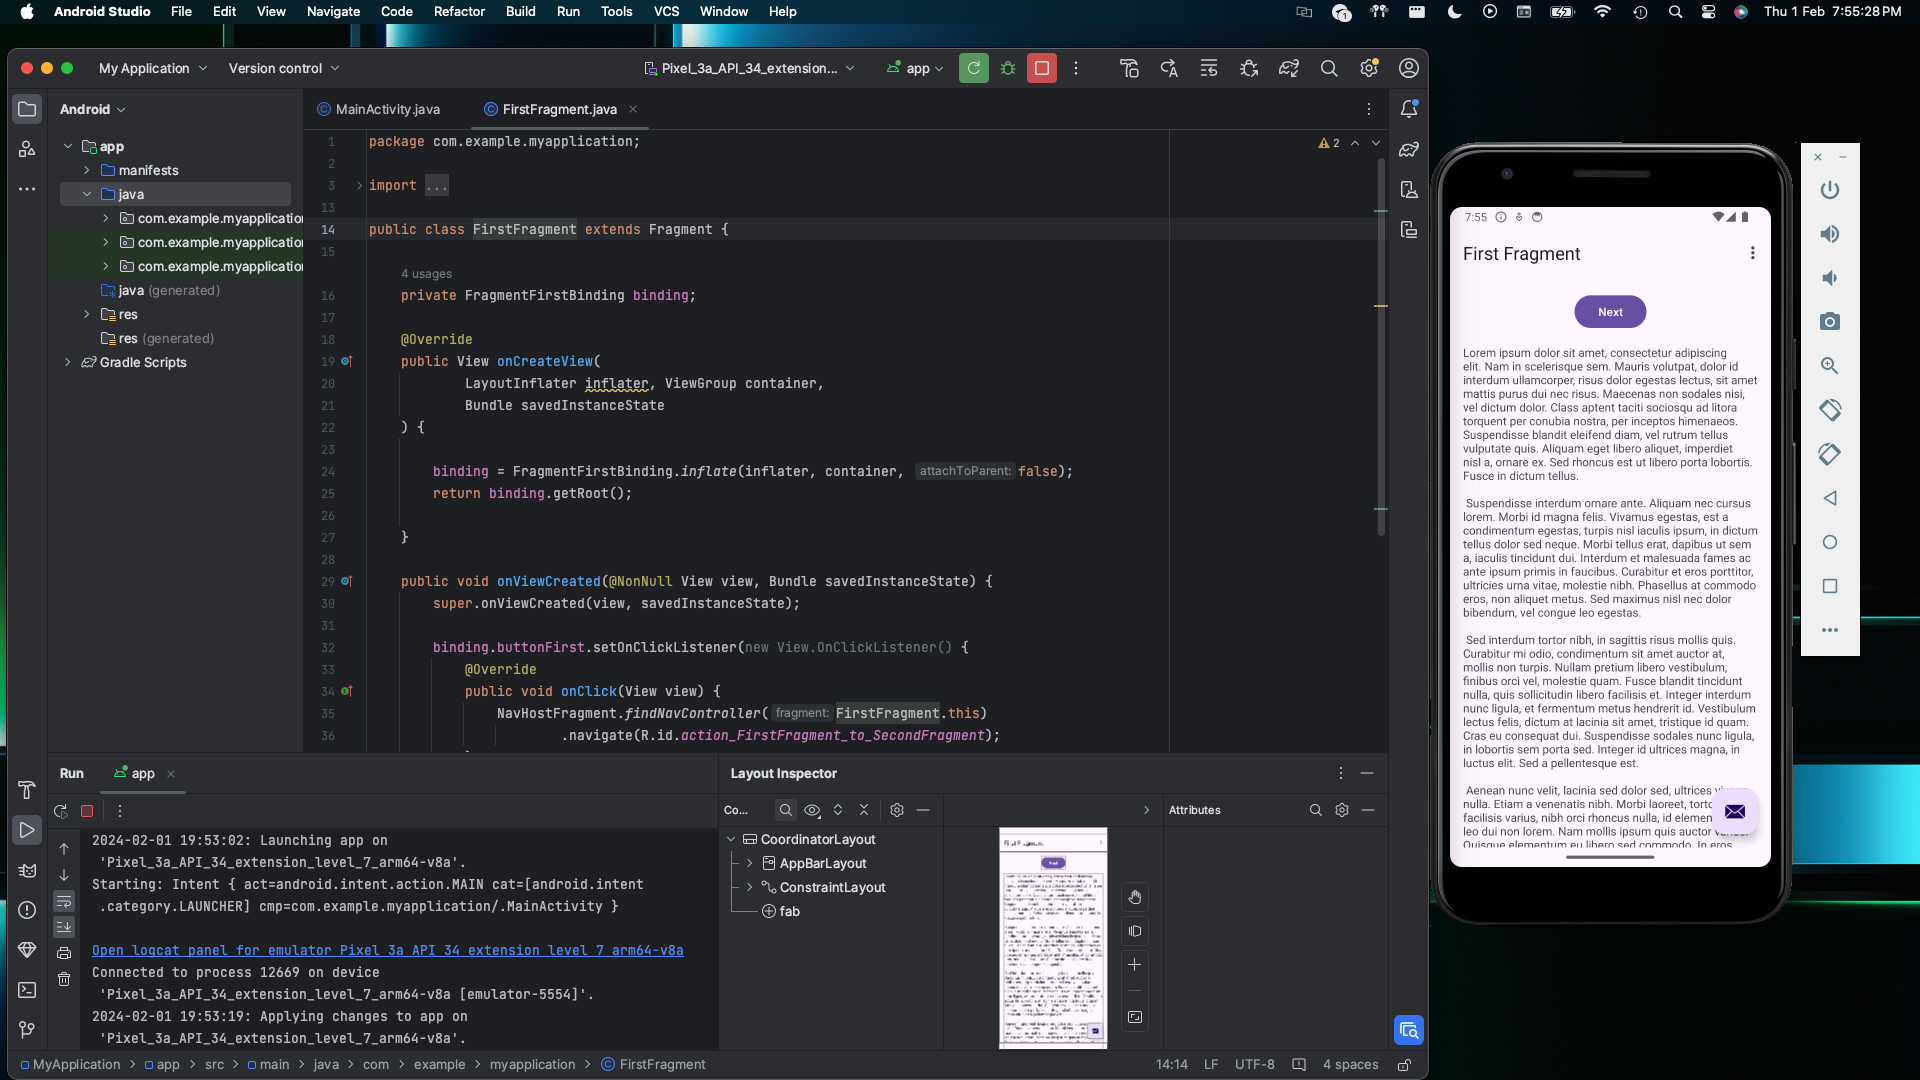 Android Studio File Edit View Navigate Code Refactor Build Run Tools VCS Window Help
1
Thu 1 Feb 7:55:28 PM
My Application Version control
Pixel_3a_API_34_extension... app
Android
MainActivity.java FirstFragment.java
app
manifests
java
com.example.myapplication
com.example.myapplication
com.example.myapplication
java (generated)
res
res (generated)
Gradle Scripts
2
1 package com.example.myapplication;
2
3 import ...
13
14 public class FirstFragment extends Fragment {
15
4 usages
16 private FragmentFirstBinding binding;
17
18 @Override
19 public View onCreateView(
20 LayoutInflater inflater, ViewGroup container,
21 Bundle savedInstanceState
22 ) {
23
24 binding = FragmentFirstBinding.inflate(inflater, container, attachToParent: false);
25 return binding.getRoot();
26
27 }
28
29 public void onViewCreated(@NonNull View view, Bundle savedInstanceState) {
30 super.onViewCreated(view, savedInstanceState);
31
32 binding.buttonFirst.setOnClickListener(new View.OnClickListener() {
33 @Override
34 public void onClick(View view) {
35 NavHostFragment.findNavController( fragment: FirstFragment.this)
36 .navigate(R.id.action_FirstFragment_to_SecondFragment);
Run app
2024-02-01 19:53:02: Launching app on
'Pixel_3a_API_34_extension_level_7_arm64-v8a'.
Starting: Intent { act=android.intent.action.MAIN cat=[android.intent
.category.LAUNCHER] cmp=com.example.myapplication/.MainActivity }
Open logcat panel for emulator Pixel 3a API 34 extension level 7 arm64-v8a
Connected to process 12669 on device
'Pixel_3a_API_34_extension_level_7_arm64-v8a [emulator-5554]'.
2024-02-01 19:53:19: Applying changes to app on
'Pixel_3a_API_34_extension_level_7_arm64-v8a'.
Layout Inspector
Co...
CoordinatorLayout
AppBarLayout
ConstraintLayout
fab
Attributes
MyApplication app src main java com example myapplication FirstFragment
14:14 LF UTF-8 4 spaces
7:55
First Fragment
Next
Lorem ipsum dolor sit amet, consectetur adipiscing
elit. Nam in scelerisque sem. Mauris volutpat, dolor id
interdum ullamcorper, risus dolor egestas lectus, sit amet
mattis purus dui nec risus. Maecenas non sodales nisi,
vel dictum dolor. Class aptent taciti sociosqu ad litora
torquent per conubia nostra, per inceptos himenaeos.
Suspendisse blandit eleifend diam, vel rutrum tellus
vulputate quis. Aliquam eget libero aliquet, imperdiet
nisl a, ornare ex. Sed rhoncus est ut libero porta lobortis.
Fusce in dictum tellus.
Suspendisse interdum ornare ante. Aliquam nec cursus
lorem. Morbi id magna felis. Vivamus egestas, est a
condimentum egestas, turpis nisl iaculis ipsum, in dictum
tellus dolor sed neque. Morbi tellus erat, dapibus ut sem
a, iaculis tincidunt dui. Interdum et malesuada fames ac
ante ipsum primis in faucibus. Curabitur et eros porttitor,
ultricies urna vitae, molestie nibh. Phasellus at commodo
eros, non aliquet metus. Sed maximus nisl nec dolor
bibendum, vel congue leo egestas.
Sed interdum tortor nibh, in sagittis risus mollis quis.
Curabitur mi odio, condimentum sit amet auctor at,
mollis non turpis. Nullam pretium libero vestibulum,
finibus orci vel, molestie quam. Fusce blandit tincidunt
nulla, quis sollicitudin libero facilisis et. Integer interdum
nunc ligula, et fermentum metus hendrerit id. Vestibulum
lectus felis, dictum at lacinia sit amet, tristique id quam.
Cras eu consequat dui. Suspendisse sodales nunc ligula,
in lobortis sem porta sed. Integer id ultrices magna, in
luctus elit. Sed a pellentesque est.
Aenean nunc velit, lacinia sed dolor sed, ultrices
nulla. Etiam a venenatis nibh. Morbi laoreet,
facilisis varius, nibh orci rhoncus nulla, id
leo dui non lorem. Nam mollis ipsum quis auctor
Quisque elementum eu libero sed commodo. In eros